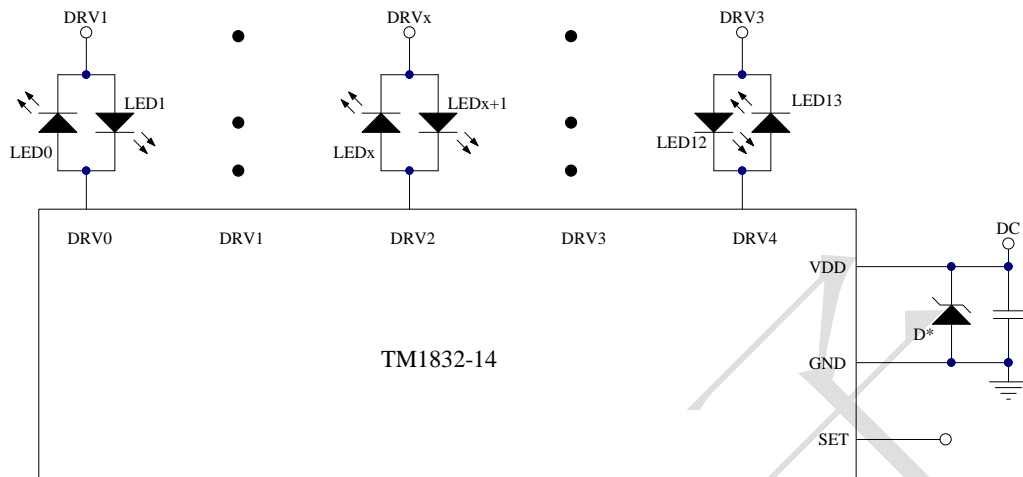 DRV1
DRVx
DRV3
LED1
LED0
LEDx+1
LEDx
LED13
LED12
DRV0
DRV1
DRV2
DRV3
DRV4
DC
VDD
D*
TM1832-14
GND
SET